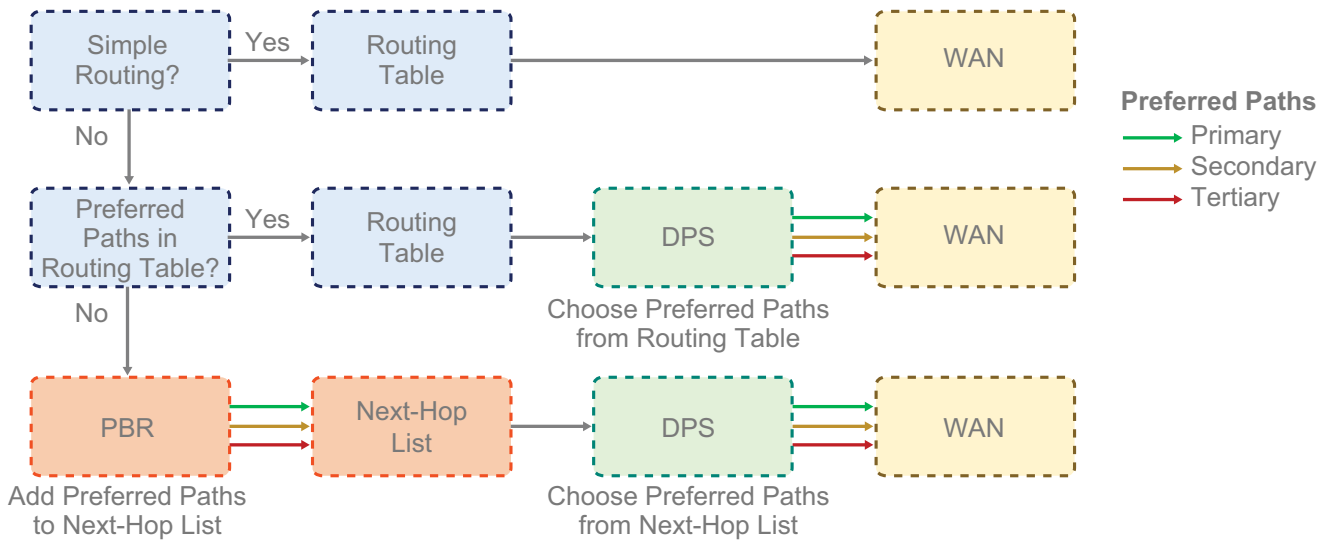 Simple
Routing?
Yes
Routing
Table
WAN
Preferred Paths
Primary
Secondary
Tertiary
No
Preferred
Paths in
Routing Table?
Yes
Routing
Table
DPS
WAN
Choose Preferred Paths
from Routing Table
No
PBR
Next-Hop
List
DPS
WAN
Add Preferred Paths
to Next-Hop List
Choose Preferred Paths
from Next-Hop List